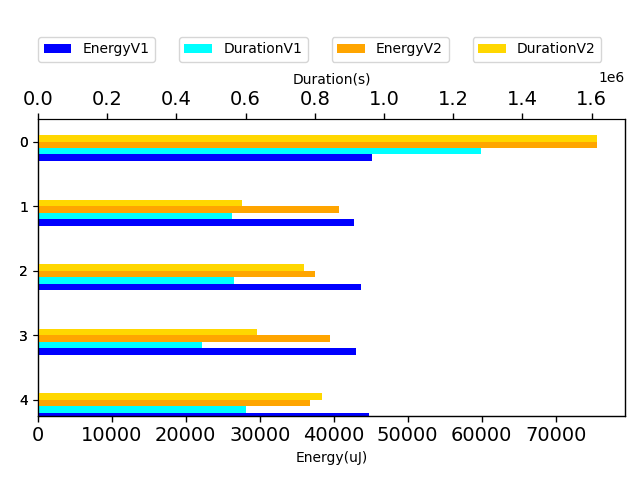 EnergyV1 DurationV1 EnergyV2 DurationV2
Duration(s)
1e6
0.0 0.2 0.4 0.6 0.8 1.0 1.2 1.4 1.6
0
1
2
3
4
0 10000 20000 30000 40000 50000 60000 70000
Energy(uJ)